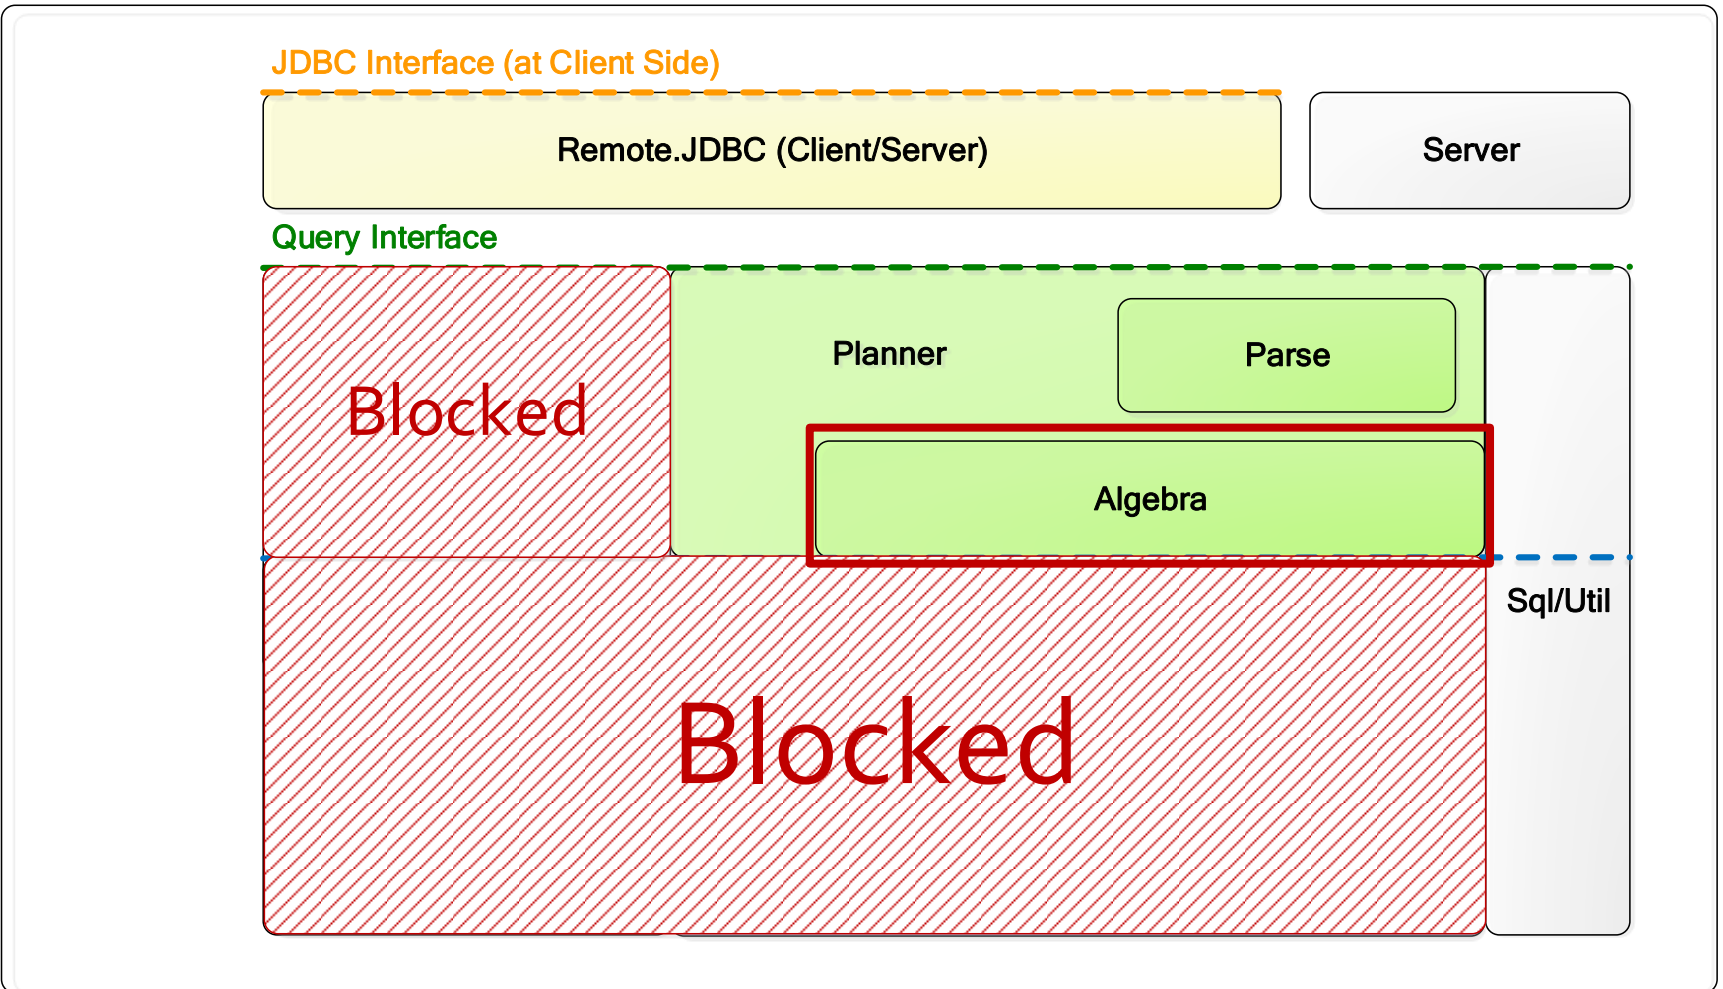 JDBC Interface (at Client Side)
Remote.JDBC (Client/Server)
Server
Query Interface
Planner
Parse
Blocked
Algebra
Sql/Util
Blocked